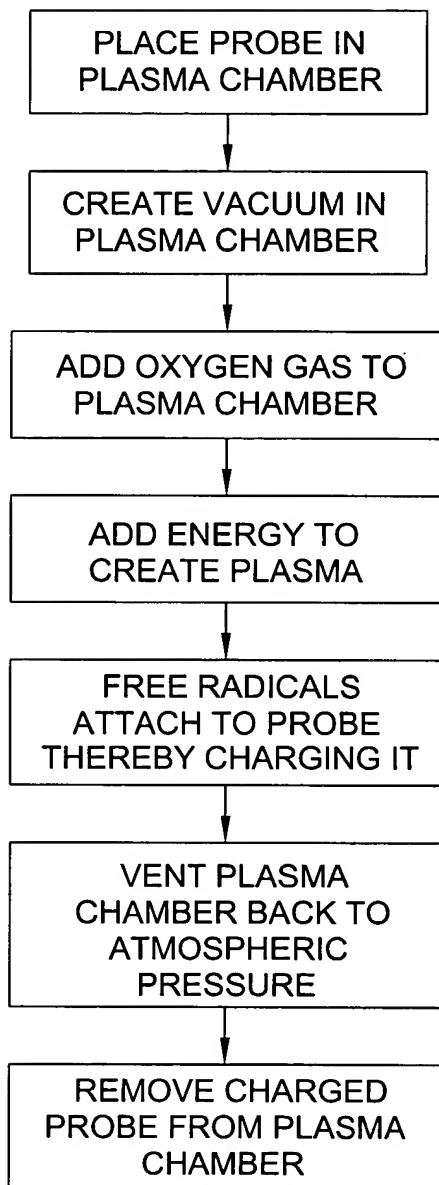 PLACE PROBE IN
PLASMA CHAMBER
CREATE VACUUM IN
PLASMA CHAMBER
ADD OXYGEN GAS TO
PLASMA CHAMBER
ADD ENERGY TO
CREATE PLASMA
FREE RADICALS
ATTACH TO PROBE
THEREBY CHARGING IT
VENT PLASMA
CHAMBER BACK TO
ATMOSPHERIC
PRESSURE
REMOVE CHARGED
PROBE FROM PLASMA
CHAMBER